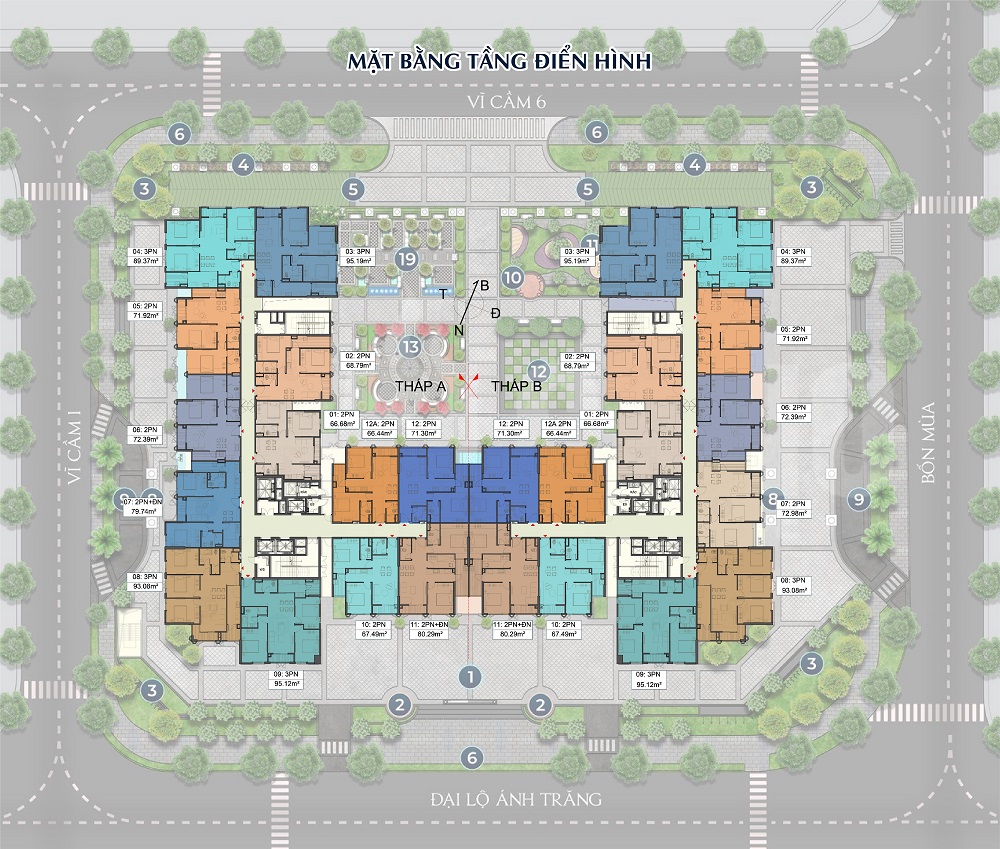 MẶT BẰNG TẦNG ĐIỂN HÌNH
VĨ CẦM 6
6
6
4
4
3
3
5
5
04: 3PN
89.37m²
03: 3PN
95.19m²
19
11
03: 3PN
95.19m²
04: 3PN
89.37m²
10
B
T
Đ
N
05: 2PN
71.92m²
05: 2PN
71.92m²
13
02: 2PN
68.79m²
12
02: 2PN
68.79m²
THÁP A
THÁP B
VĨ CẦM 1
BỐN MÙA
01: 2PN
66.68m²
12A: 2PN
66.44m²
12: 2PN
71.30m²
12: 2PN
71.30m²
12A: 2PN
66.44m²
01: 2PN
66.68m²
06: 2PN
72.39m²
06: 2PN
72.39m²
07: 2PN+ĐN
79.74m²
8
9
07: 2PN
72.98m²
08: 3PN
93.08m²
08: 3PN
93.08m²
10: 2PN
67.49m²
11: 2PN+ĐN
80.29m²
11: 2PN+ĐN
80.29m²
10: 2PN
67.49m²
09: 3PN
95.12m²
09: 3PN
95.12m²
1
3
3
2
2
6
ĐẠI LỘ ÁNH TRĂNG